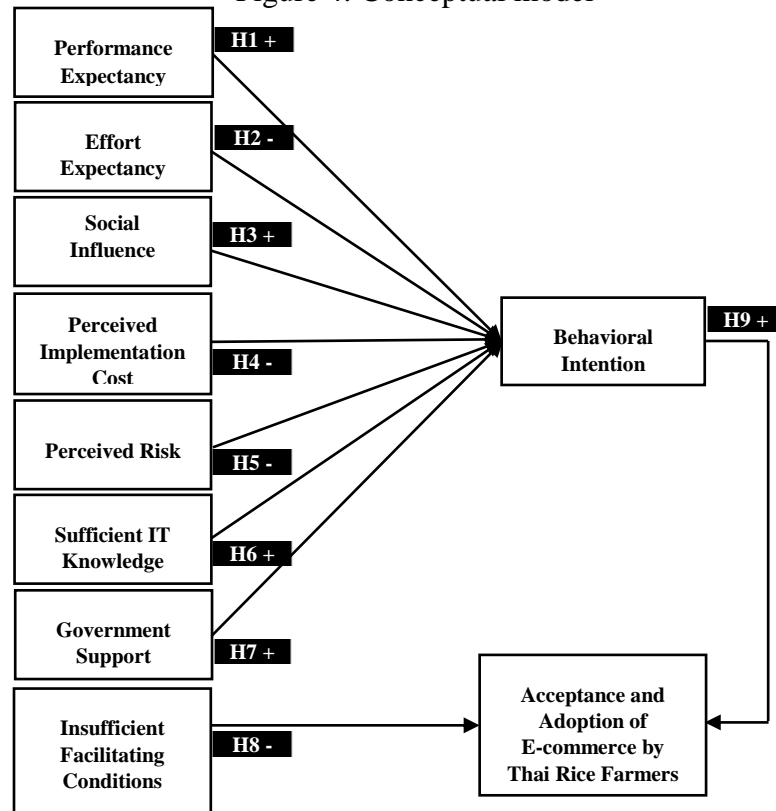 Figure 4: Conceptual model
H1 +
Performance
Expectancy
H2 -
Effort
Expectancy
H3 +
Social
Influence
Perceived
Implementation
Cost
H4 -
Behavioral
Intention
H9 +
Perceived Risk
H5 -
Sufficient IT
Knowledge
H6 +
Government
Support
H7 +
Insufficient
Facilitating
Conditions
H8 -
Acceptance and
Adoption of
E-commerce by
Thai Rice Farmers